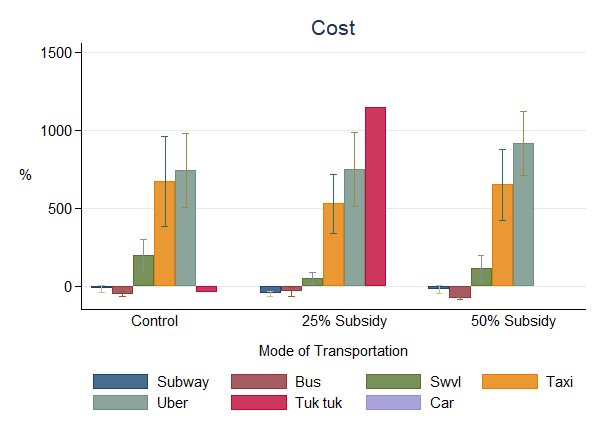 Cost
1500
1000
%
500
0
Control 25% Subsidy 50% Subsidy
Mode of Transportation
Subway Bus Swvl Taxi
Uber Tuk tuk Car